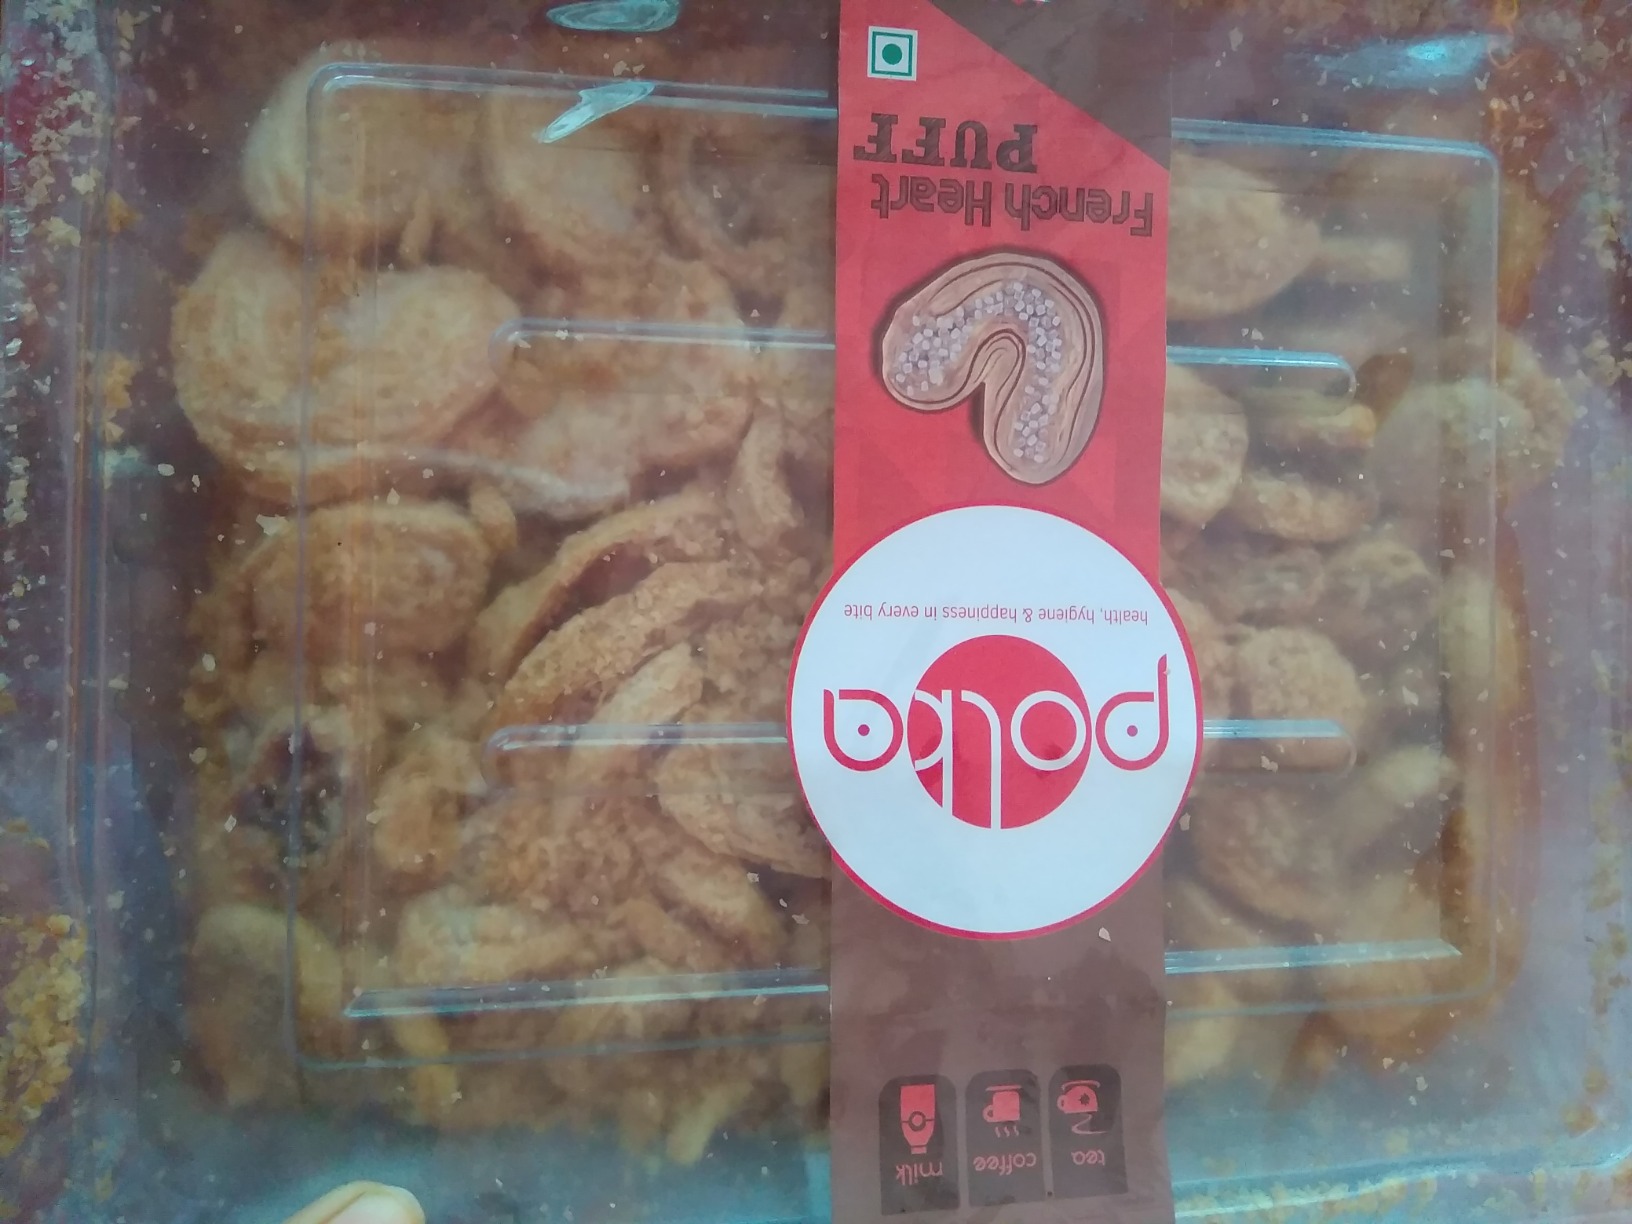 tea
coffee
milk
polka
health, hygiene & happiness in every bite
French Heart
PUFF